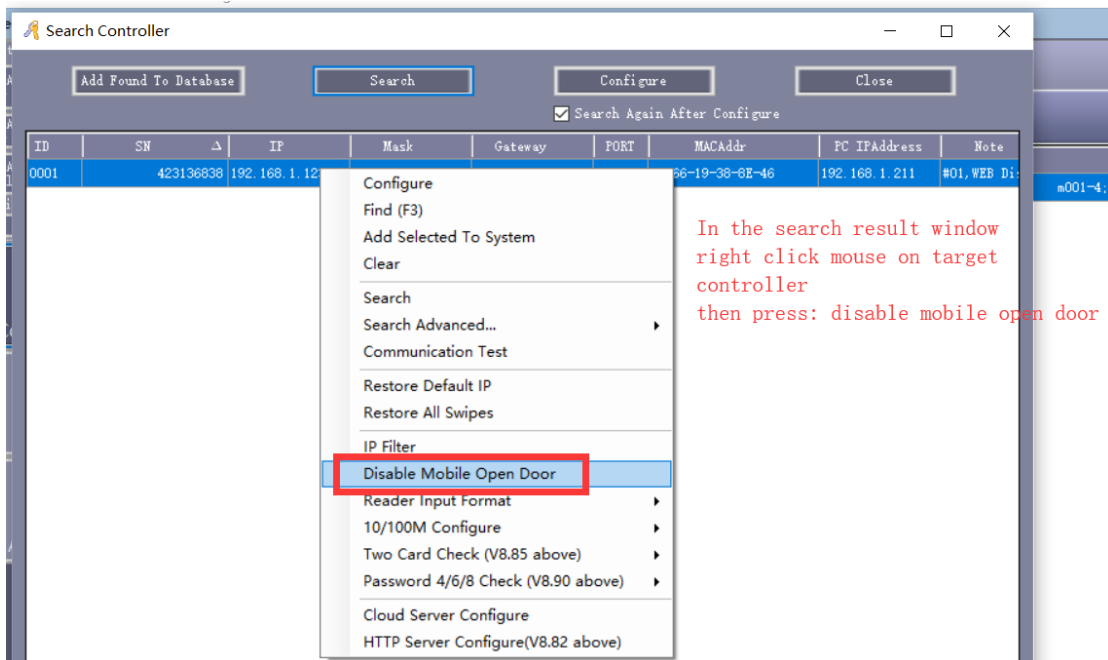 Search Controller
Add Found To Database
Search
Configure
Close
Search Again After Configure
ID SN IP Mask Gateway PORT MACAddr PC IPAddress Note
0001 423136838 192.168.1.12 66-19-38-8E-46 192.168.1.211 #01,WEB Di
m001-4;
Configure
Find (F3)
Add Selected To System
Clear
Search
Search Advanced...
Communication Test
Restore Default IP
Restore All Swipes
IP Filter
Disable Mobile Open Door
Reader Input Format
10/100M Configure
Two Card Check (V8.85 above)
Password 4/6/8 Check (V8.90 above)
Cloud Server Configure
HTTP Server Configure(V8.82 above)
In the search result window
right click mouse on target
controller
then press: disable mobile open door